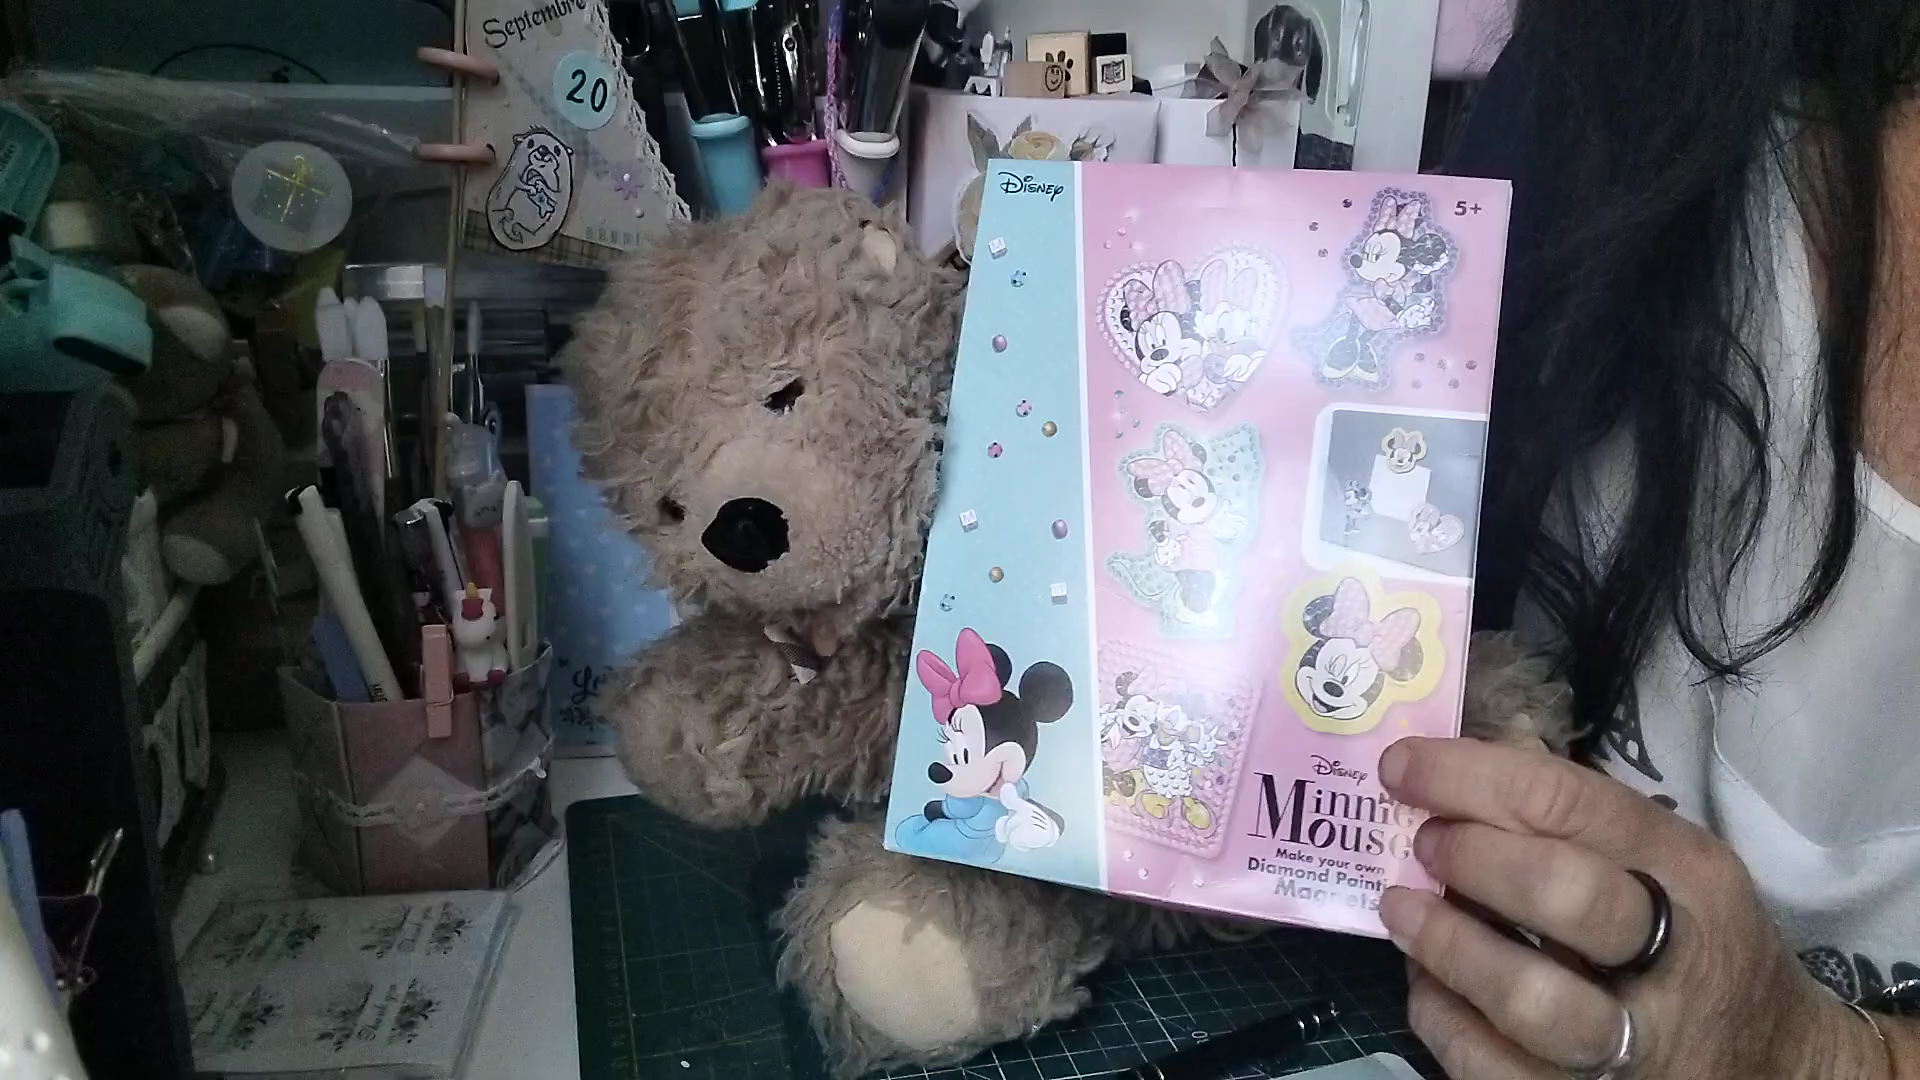 Septembre
20
Disney
5+
Disney
Minnie
Mouse
Make your own
Diamond Painti
Magnets